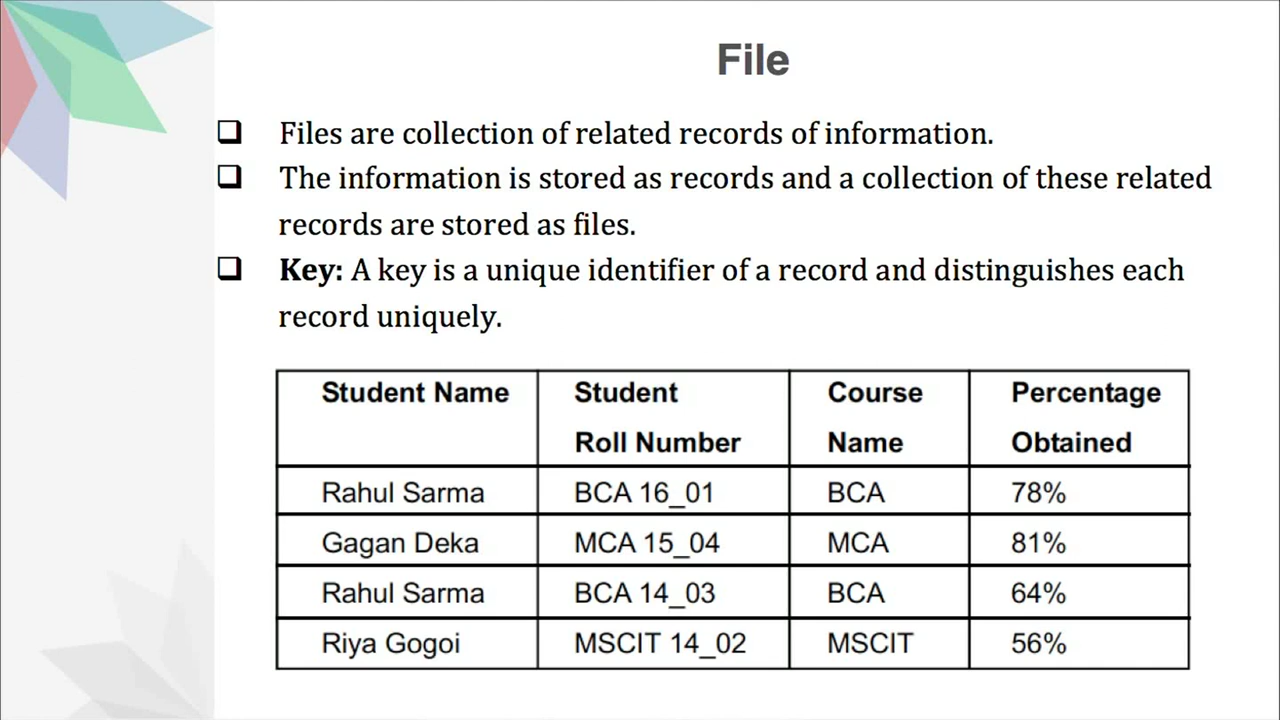 File
Files are collection of related records of information.
The information is stored as records and a collection of these related
records are stored as files.
Key: A key is a unique identifier of a record and distinguishes each
record uniquely.
Student Name Student Roll Number Course Name Percentage Obtained
Rahul Sarma BCA 16_01 BCA 78%
Gagan Deka MCA 15_04 MCA 81%
Rahul Sarma BCA 14_03 BCA 64%
Riya Gogoi MSCIT 14_02 MSCIT 56%